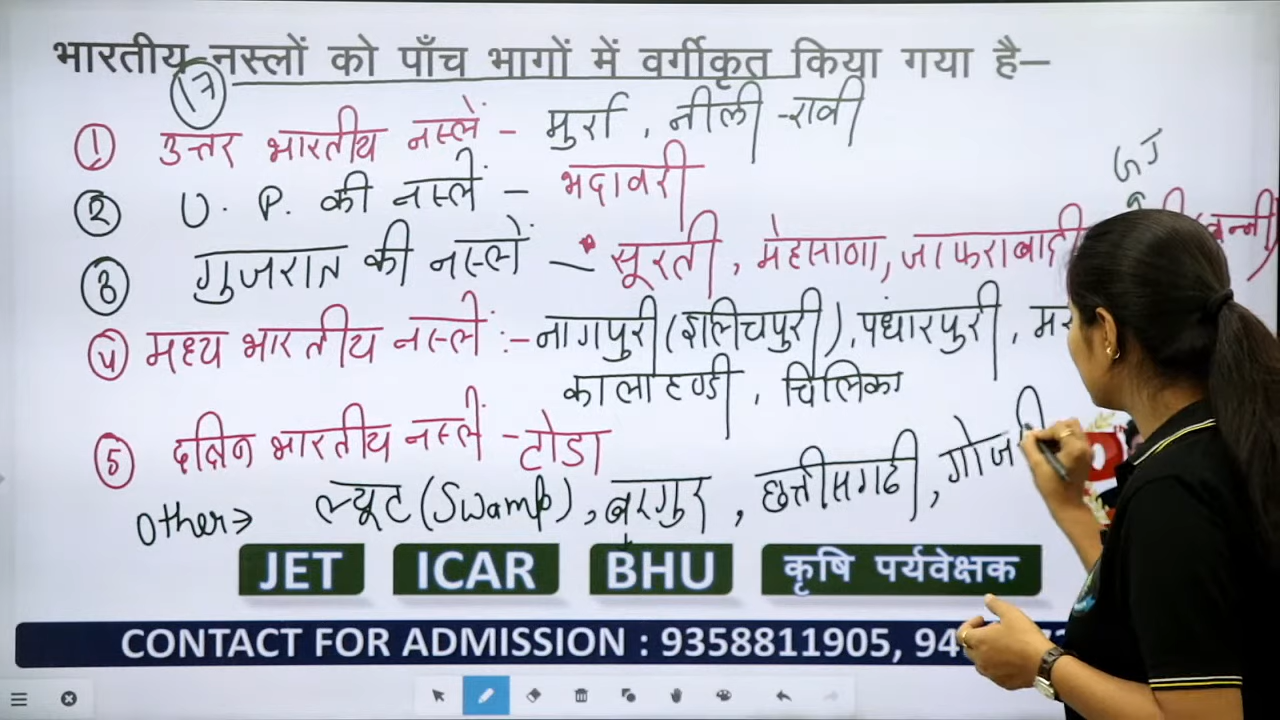 भारतीय नस्लों को पाँच भागों में वर्गीकृत किया गया है–
17
① उत्तर भारतीय नस्लें - मुर्रा, नीली -रावी
② U. P. की नस्लें - भदावरी
③ गुजरात की नस्लें - सूरती, मेहसाणा, जाफराबादी (बन्नी)
④ मध्य भारतीय नस्लें :- नागपुरी (इलिचपुरी), पंधारपुरी,
कालाहण्डी, चिलिका
⑤ दक्षिन भारतीय नस्लें - टोडा
Other → ल्यूट (Swamp), बरगुर, छत्तीसगढी, गोजरी
JET ICAR BHU कृषि पर्यवेक्षक
CONTACT FOR ADMISSION : 9358811905,